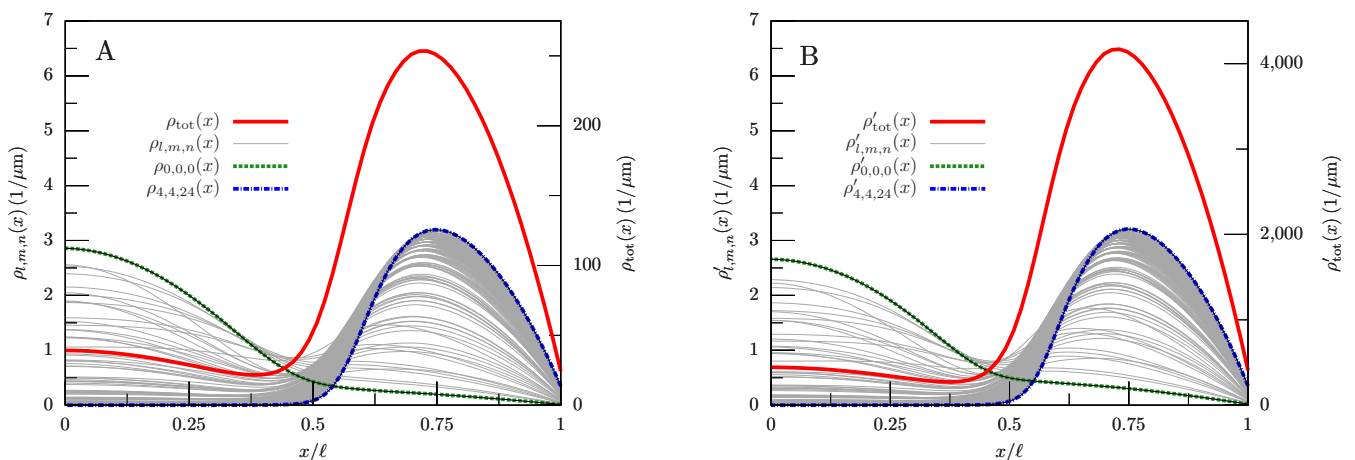 A
7
6
5
4
3
2
1
0
ρl,m,n(x) (1/μm)
ρtot(x)
ρl,m,n(x)
ρ0,0,0(x)
ρ4,4,24(x)
200
100
0
ρtot(x) (1/μm)
0
0.25
0.5
0.75
1
x/ℓ
B
7
6
5
4
3
2
1
0
ρ′l,m,n(x) (1/μm)
ρ′tot(x)
ρ′l,m,n(x)
ρ′0,0,0(x)
ρ′4,4,24(x)
4,000
2,000
0
ρ′tot(x) (1/μm)
0
0.25
0.5
0.75
1
x/ℓ